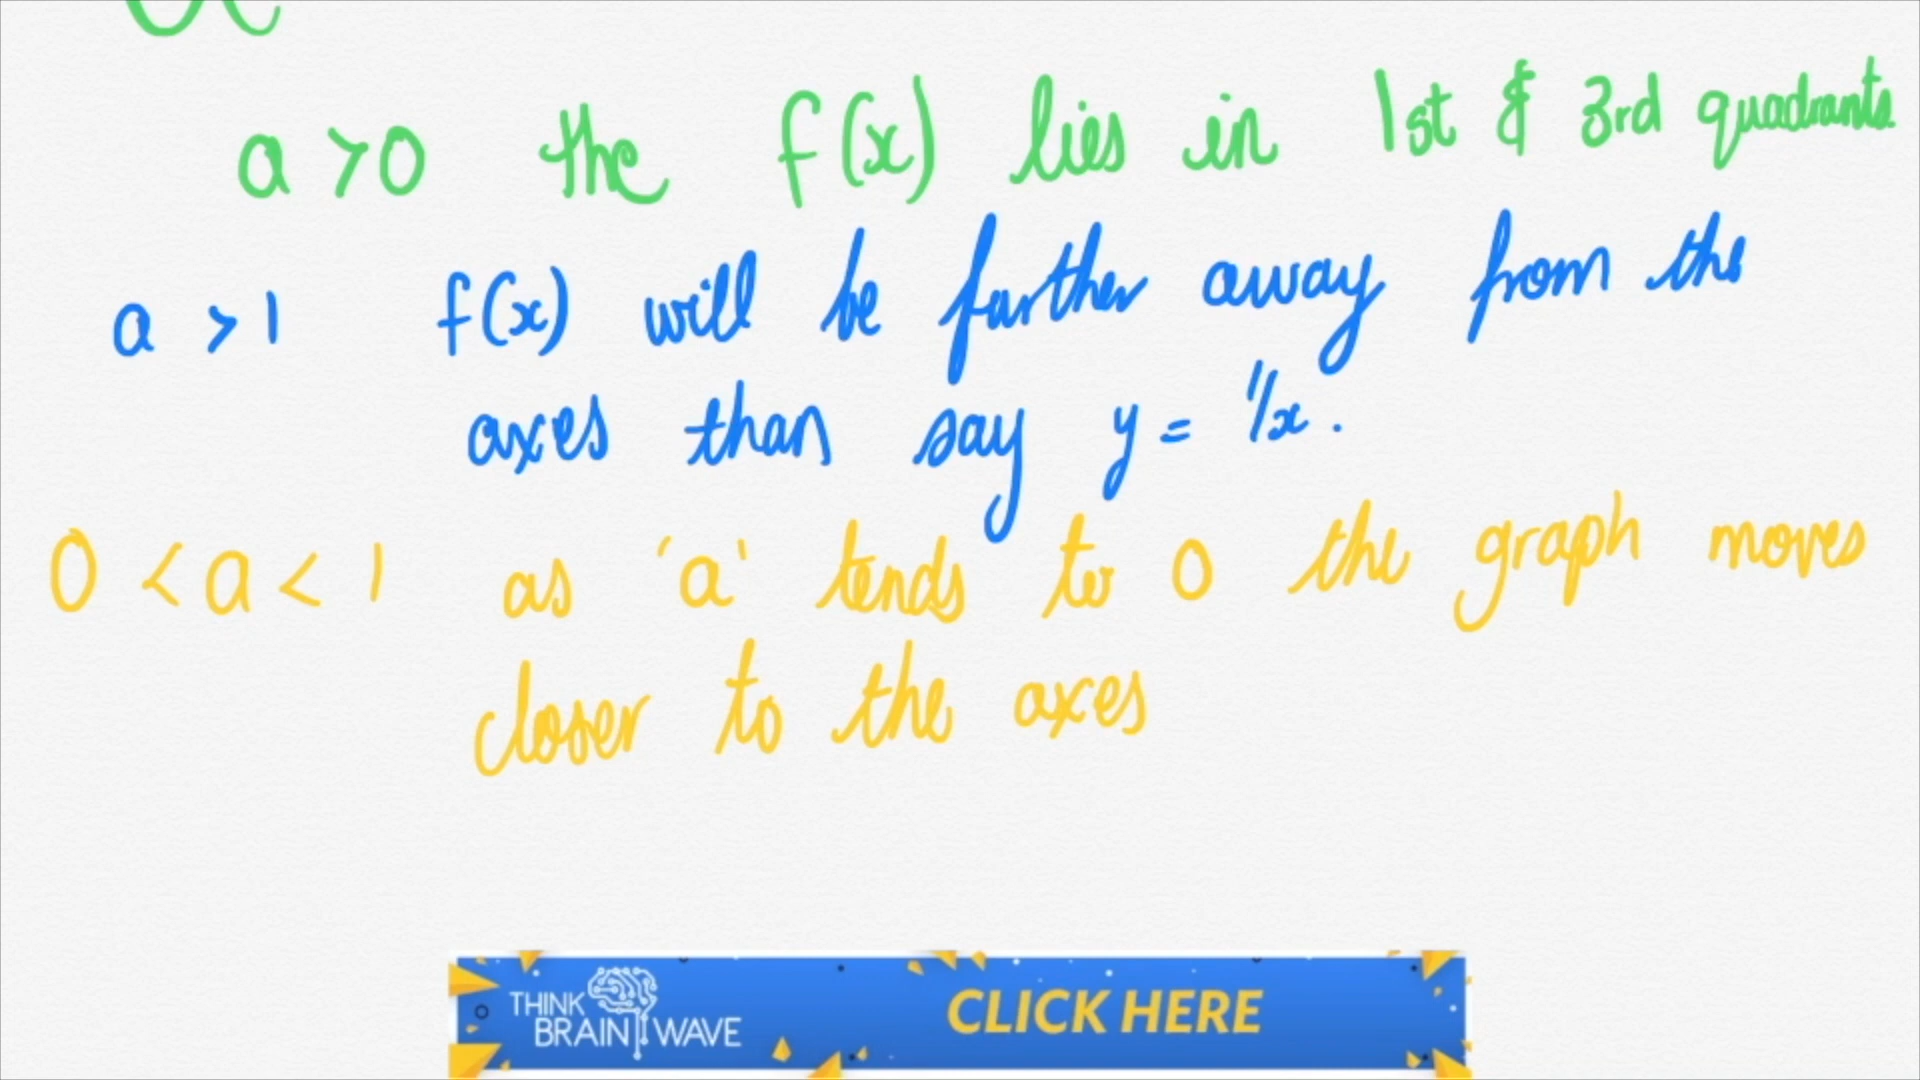 a > 0 the f(x) lies in 1st & 3rd quadrants
a > 1 f(x) will be further away from the
axes than say y = 1/x.
0 < a < 1 as 'a' tends to 0 the graph moves
closer to the axes
THINK
BRAIN WAVE
CLICK HERE